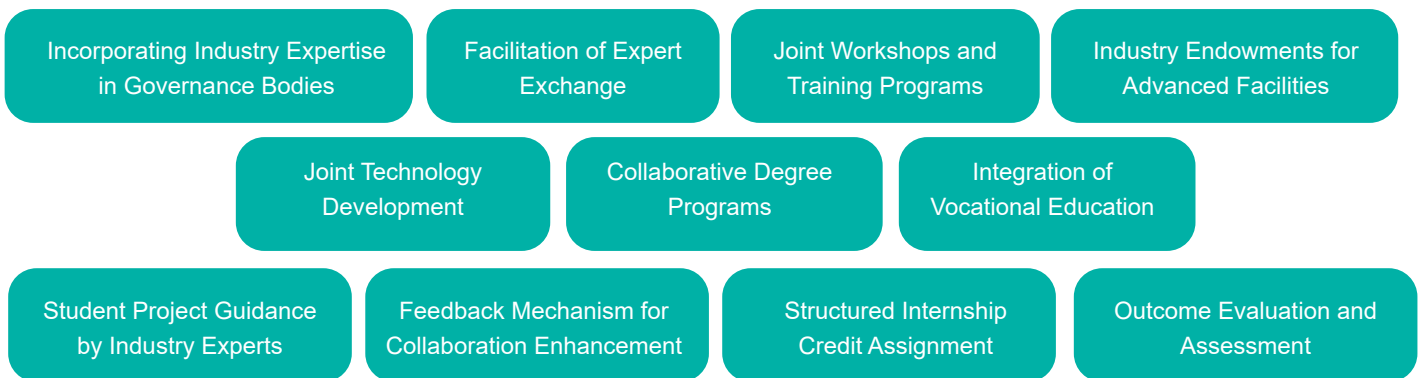 Incorporating Industry Expertise
in Governance Bodies
Facilitation of Expert
Exchange
Joint Workshops and
Training Programs
Industry Endowments for
Advanced Facilities
Joint Technology
Development
Collaborative Degree
Programs
Integration of
Vocational Education
Student Project Guidance
by Industry Experts
Feedback Mechanism for
Collaboration Enhancement
Structured Internship
Credit Assignment
Outcome Evaluation and
Assessment